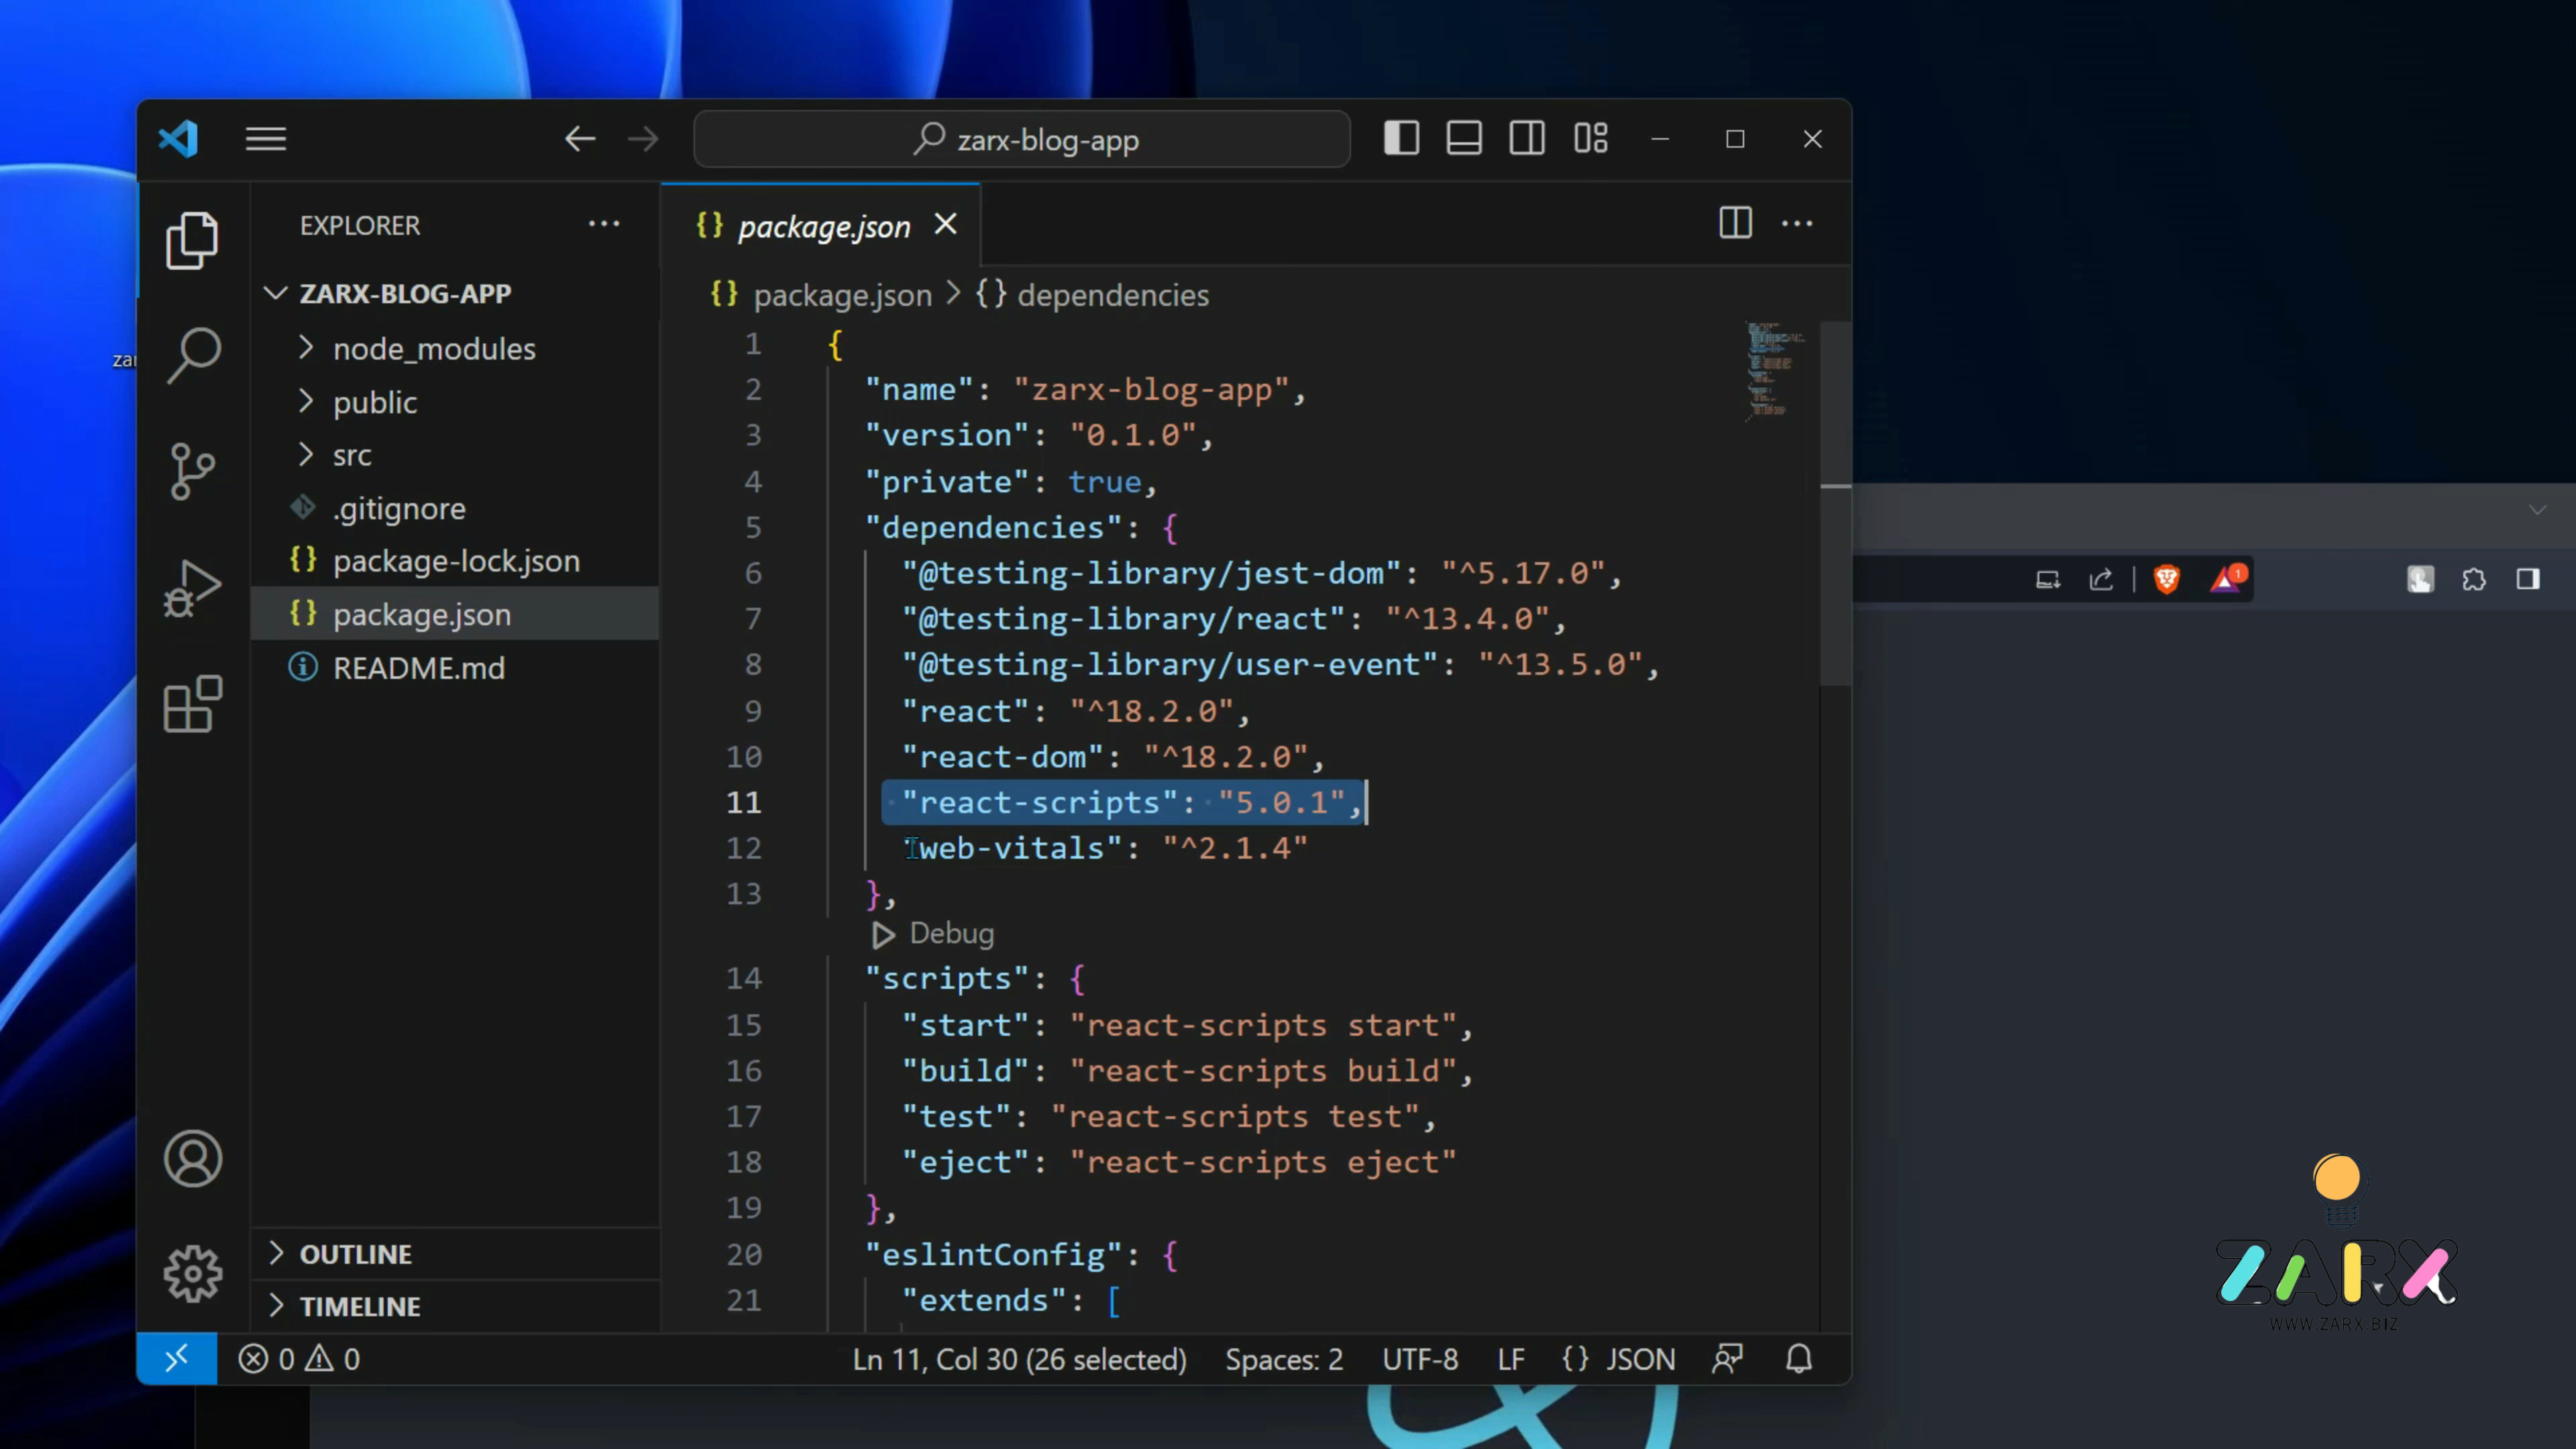 zarx-blog-app
EXPLORER
ZARX-BLOG-APP
node_modules
public
src
.gitignore
package-lock.json
package.json
README.md
OUTLINE
TIMELINE
package.json
package.json > {} dependencies
1 {
2 "name": "zarx-blog-app",
3 "version": "0.1.0",
4 "private": true,
5 "dependencies": {
6 "@testing-library/jest-dom": "^5.17.0",
7 "@testing-library/react": "^13.4.0",
8 "@testing-library/user-event": "^13.5.0",
9 "react": "^18.2.0",
10 "react-dom": "^18.2.0",
11 "react-scripts": "5.0.1",
12 "web-vitals": "^2.1.4"
13 },
Debug
14 "scripts": {
15 "start": "react-scripts start",
16 "build": "react-scripts build",
17 "test": "react-scripts test",
18 "eject": "react-scripts eject"
19 },
20 "eslintConfig": {
21 "extends": [
0 0
Ln 11, Col 30 (26 selected)
Spaces: 2
UTF-8
LF
{} JSON
zar
1
ZARX
WWW.ZARX.BIZ